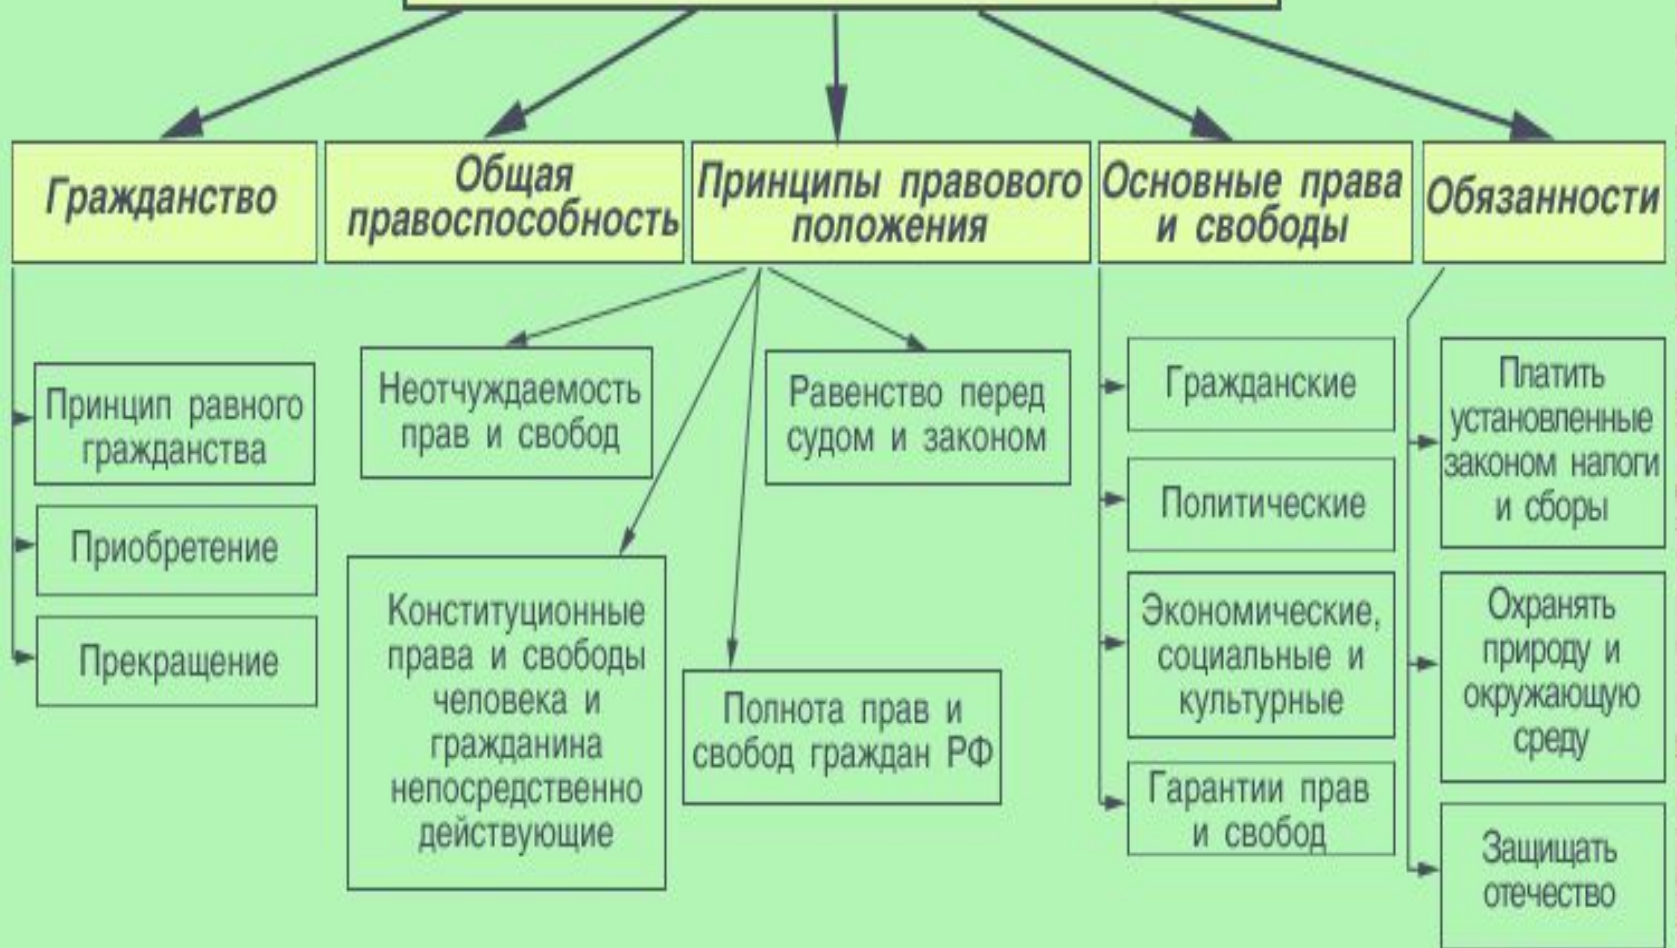 Гражданство
Общая
правоспособность
Принципы правового
положения
Основные права
и свободы
Обязанности
Принцип равного
гражданства
Приобретение
Прекращение
Неотчуждаемость
прав и свобод
Равенство перед
судом и законом
Конституционные
права и свободы
человека и
гражданина
непосредственно
действующие
Полнота прав и
свобод граждан РФ
Гражданские
Политические
Экономические,
социальные и
культурные
Гарантии прав
и свобод
Платить
установленные
законом налоги
и сборы
Охранять
природу и
окружающую
среду
Защищать
отечество